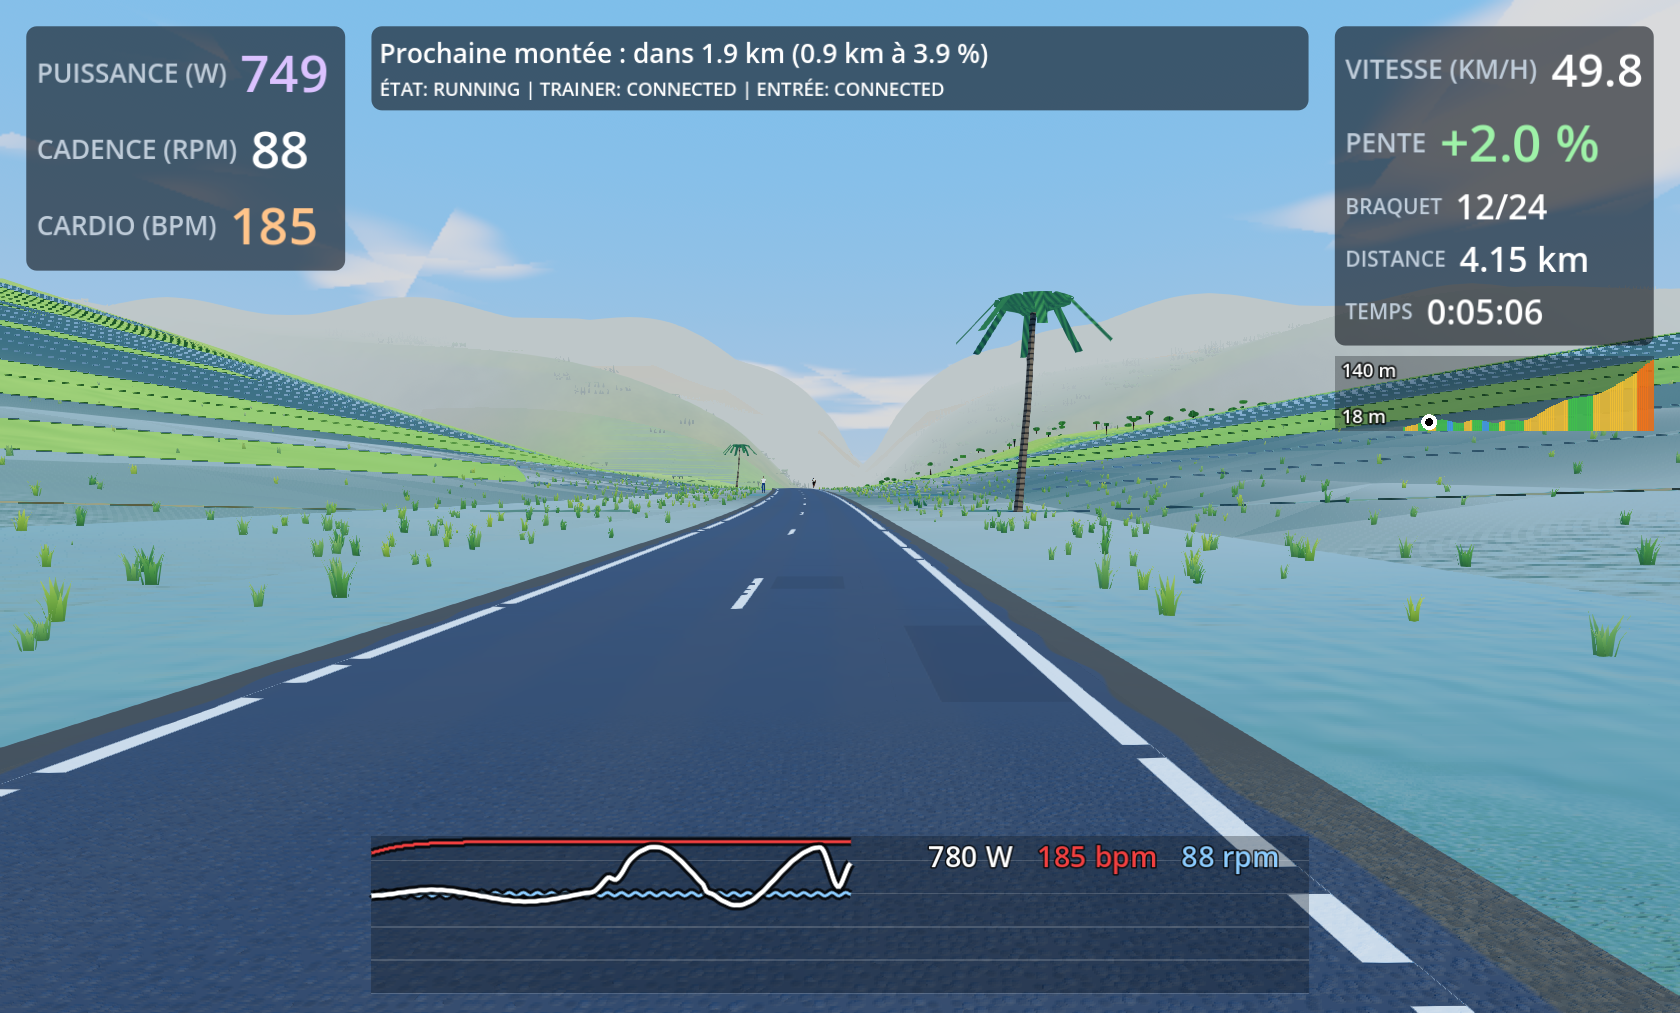 PUISSANCE (W) 749
CADENCE (RPM) 88
CARDIO (BPM) 185
Prochaine montée : dans 1.9 km (0.9 km à 3.9 %)
ÉTAT: RUNNING | TRAINER: CONNECTED | ENTRÉE: CONNECTED
VITESSE (KM/H) 49.8
PENTE +2.0 %
BRAQUET 12/24
DISTANCE 4.15 km
TEMPS 0:05:06
140 m
18 m
780 W 185 bpm 88 rpm